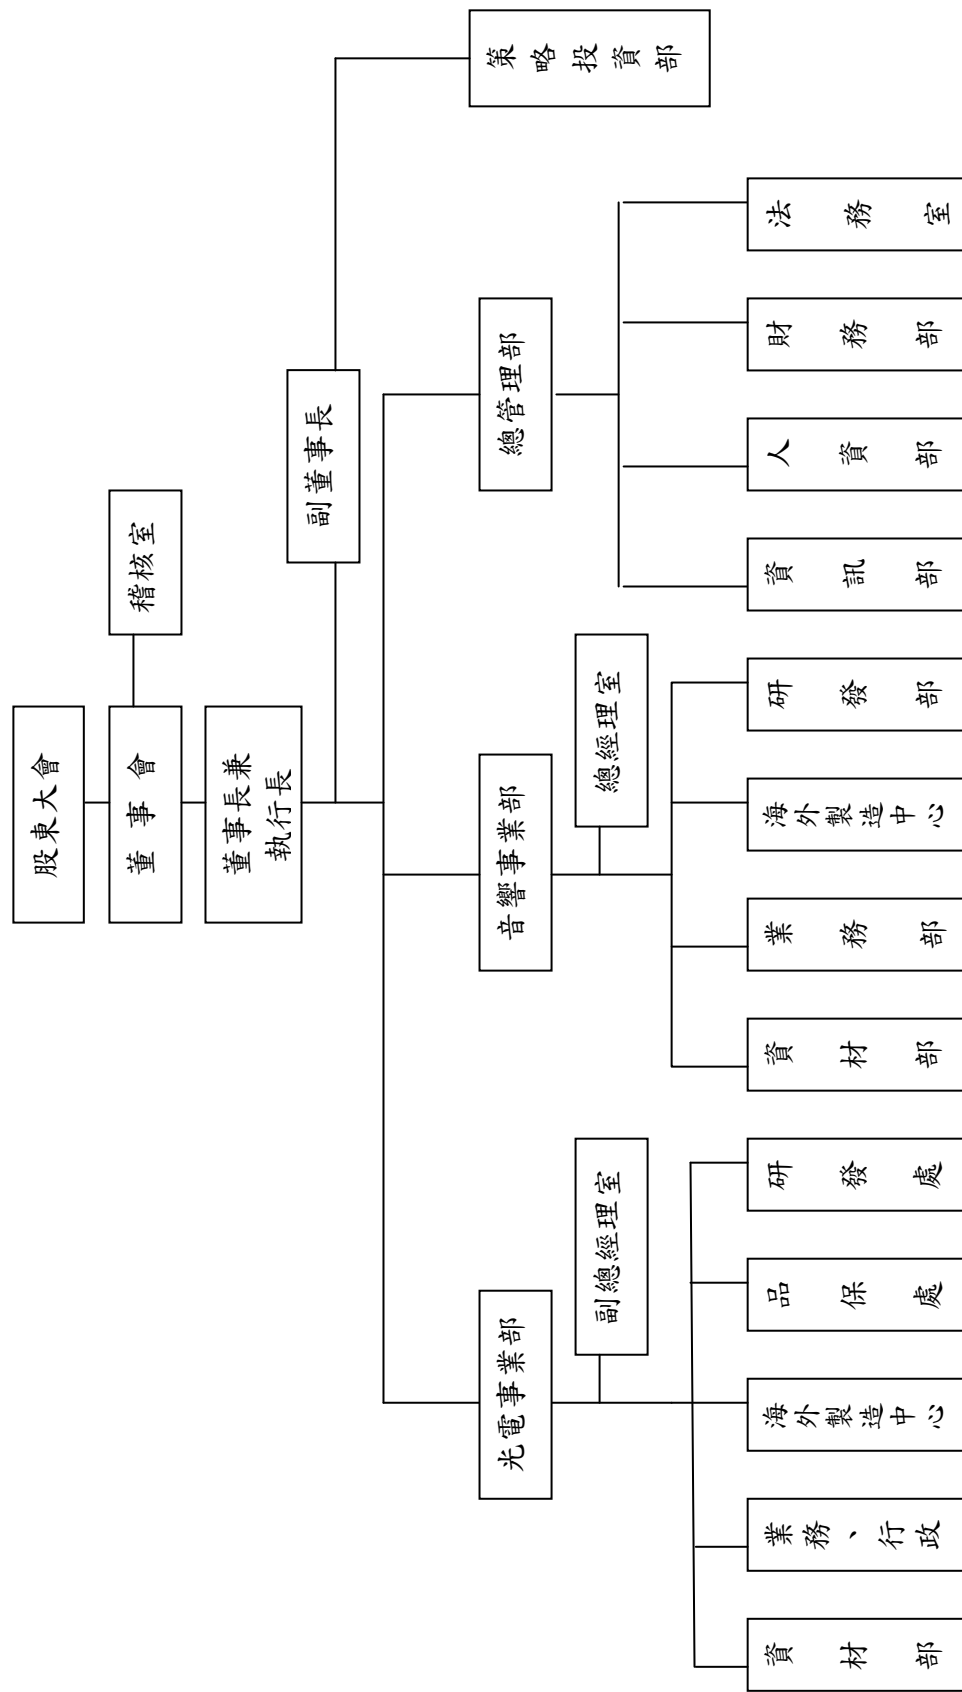 股東大會
董事會
稽核室
董事長兼
執行長
副董事長
策略投資部
光電事業部
音響事業部
總管理部
副總經理室
總經理室
資材部
業務、行政
海外製造中心
品保處
研發處
資材部
業務部
海外製造中心
研發部
資訊部
人資部
財務部
法務室